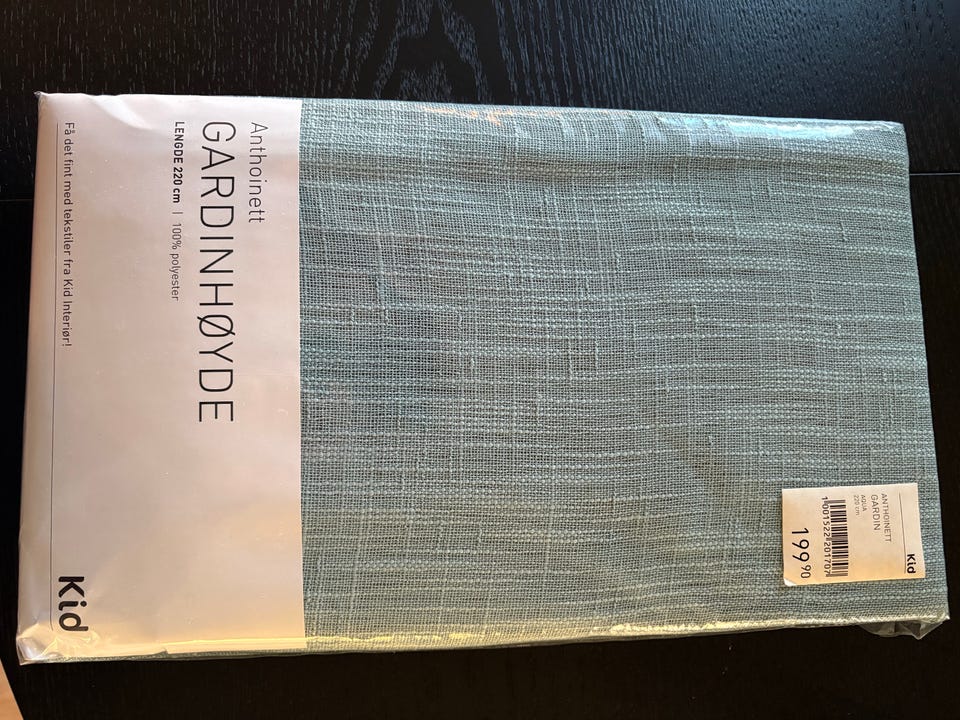 Anthoinett
GARDINHØYDE
LENGDE 220 cm | 100% polyester
Få det fint med tekstiler fra Kid Interiør!
Kid
Kid
ANTHOINETT
GARDIN
AQUA
220 cm
199 90